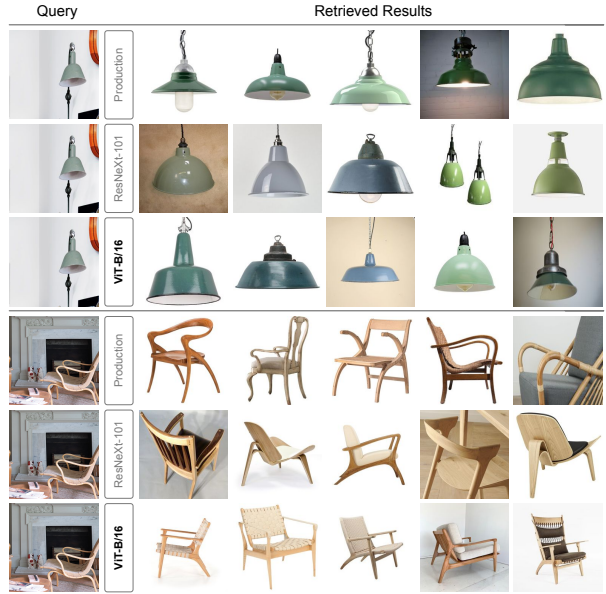 Query Retrieved Results
Production
ResNeXt-101
ViT-B/16
Production
ResNeXt-101
ViT-B/16